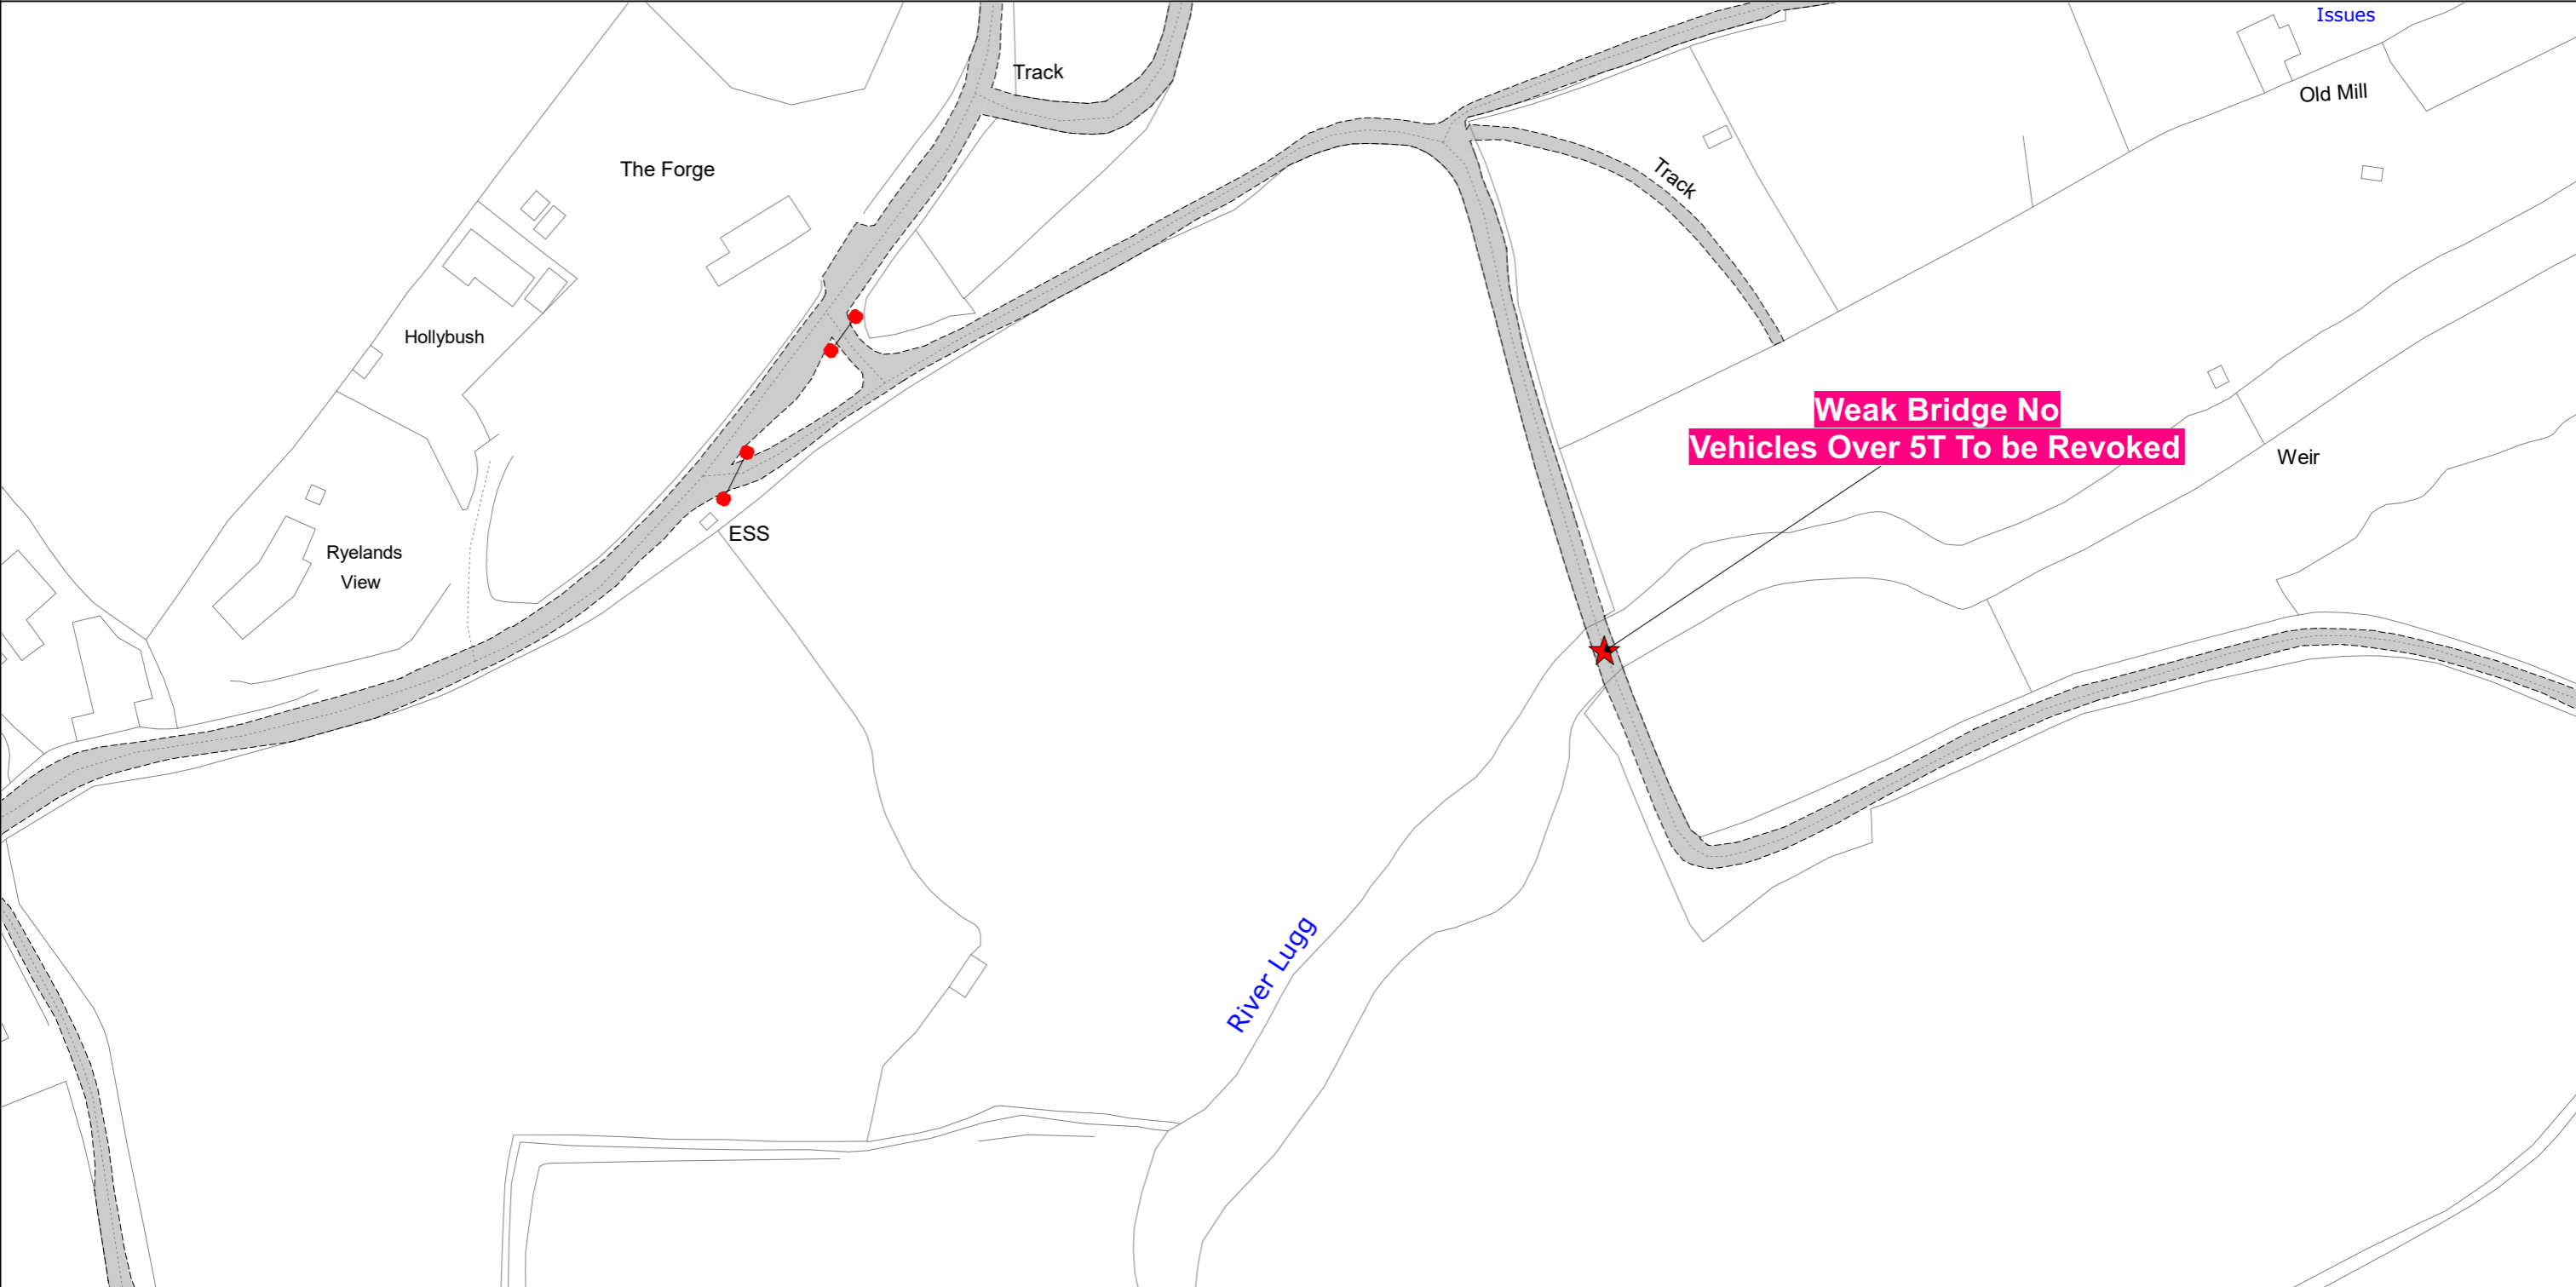 Issues
Track
Old Mill
The Forge
Track
Hollybush
Weak Bridge No
Vehicles Over 5T To be Revoked
Weir
ESS
Ryelands
View
River Lugg